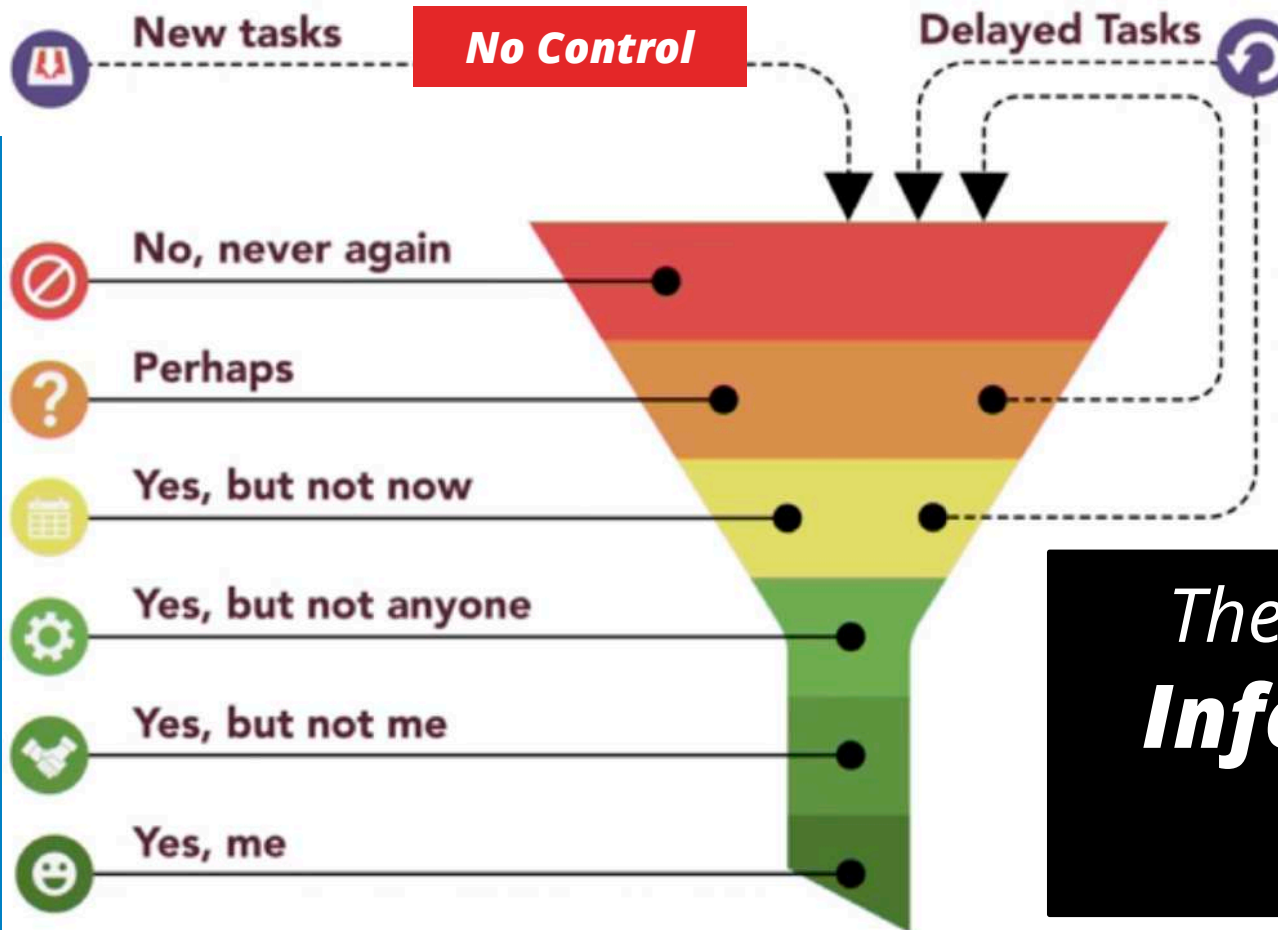 New tasks
No Control
Delayed Tasks
No, never again
Perhaps
Yes, but not now
Yes, but not anyone
Yes, but not me
Yes, me
The